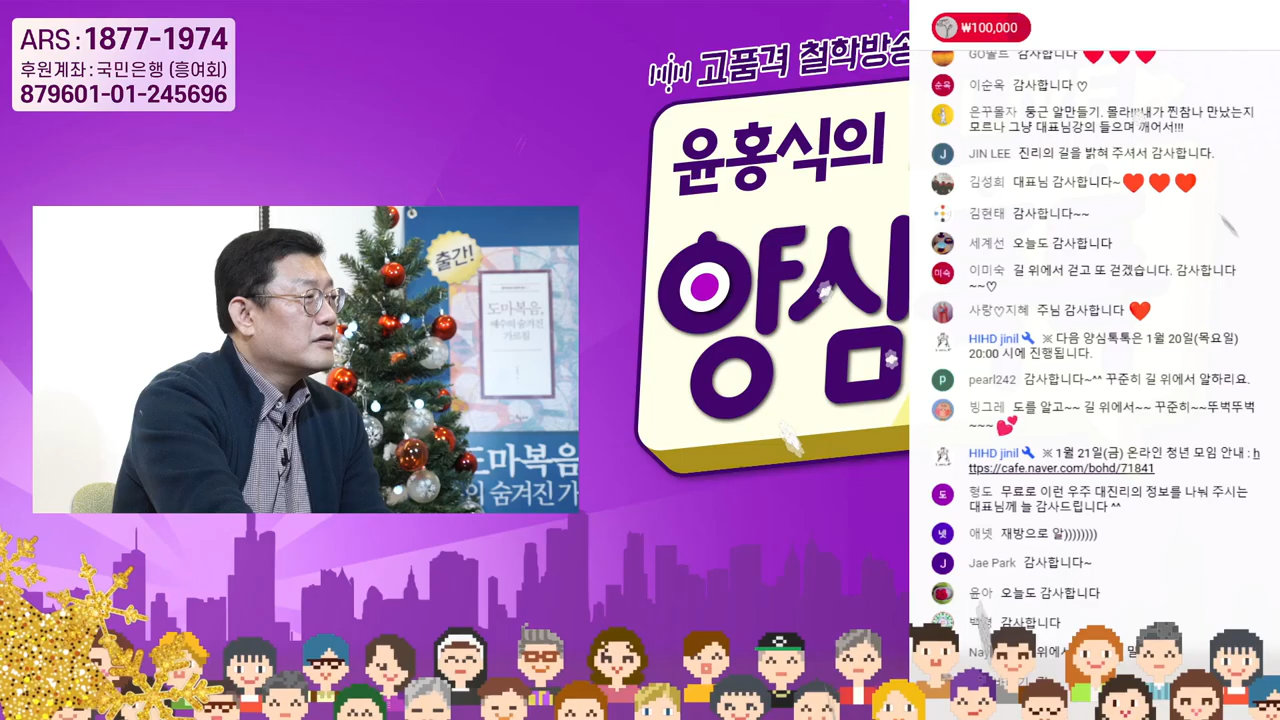 ARS : 1877-1974
후원계좌 : 국민은행 (흥여회)
879601-01-245696
고품격 철학방송
윤홍식의
양심
출간!
도마복음,
예수의 숨겨진
가르침
도마복음
의 숨겨진 가
₩100,000
GO골드 감사합니다
이순옥 감사합니다 ♡
은꾸몰자 둥근 알만들기. 몰라!!!내가 찐참나 만났는지
모르나 그냥 대표님강의 들으며 깨어서!!!
JIN LEE 진리의 길을 밝혀 주셔서 감사합니다.
김성희 대표님 감사합니다~ ❤❤❤
김현태 감사합니다~~
세계선 오늘도 감사합니다
이미숙 길 위에서 걷고 또 걷겠습니다. 감사합니다
~~♡
사랑♡지혜 주님 감사합니다 ❤
HIHD jinil ※ 다음 양심톡톡은 1월 20일(목요일)
20:00 시에 진행됩니다.
pearl242 감사합니다~^^ 꾸준히 길 위에서 알하리요.
빙그레 도를 알고~~ 길 위에서~~ 꾸준히~~뚜벅뚜벅
~~~ 💕
HIHD jinil ※ 1월 21일(금) 온라인 청년 모임 안내 : h
ttps://cafe.naver.com/bohd/71841
형도 무료로 이런 우주 대진리의 정보를 나눠 주시는
대표님께 늘 감사드립니다 ^^
애넷 재방으로 알))))))))
Jae Park 감사합니다~
윤아 오늘도 감사합니다
감사합니다